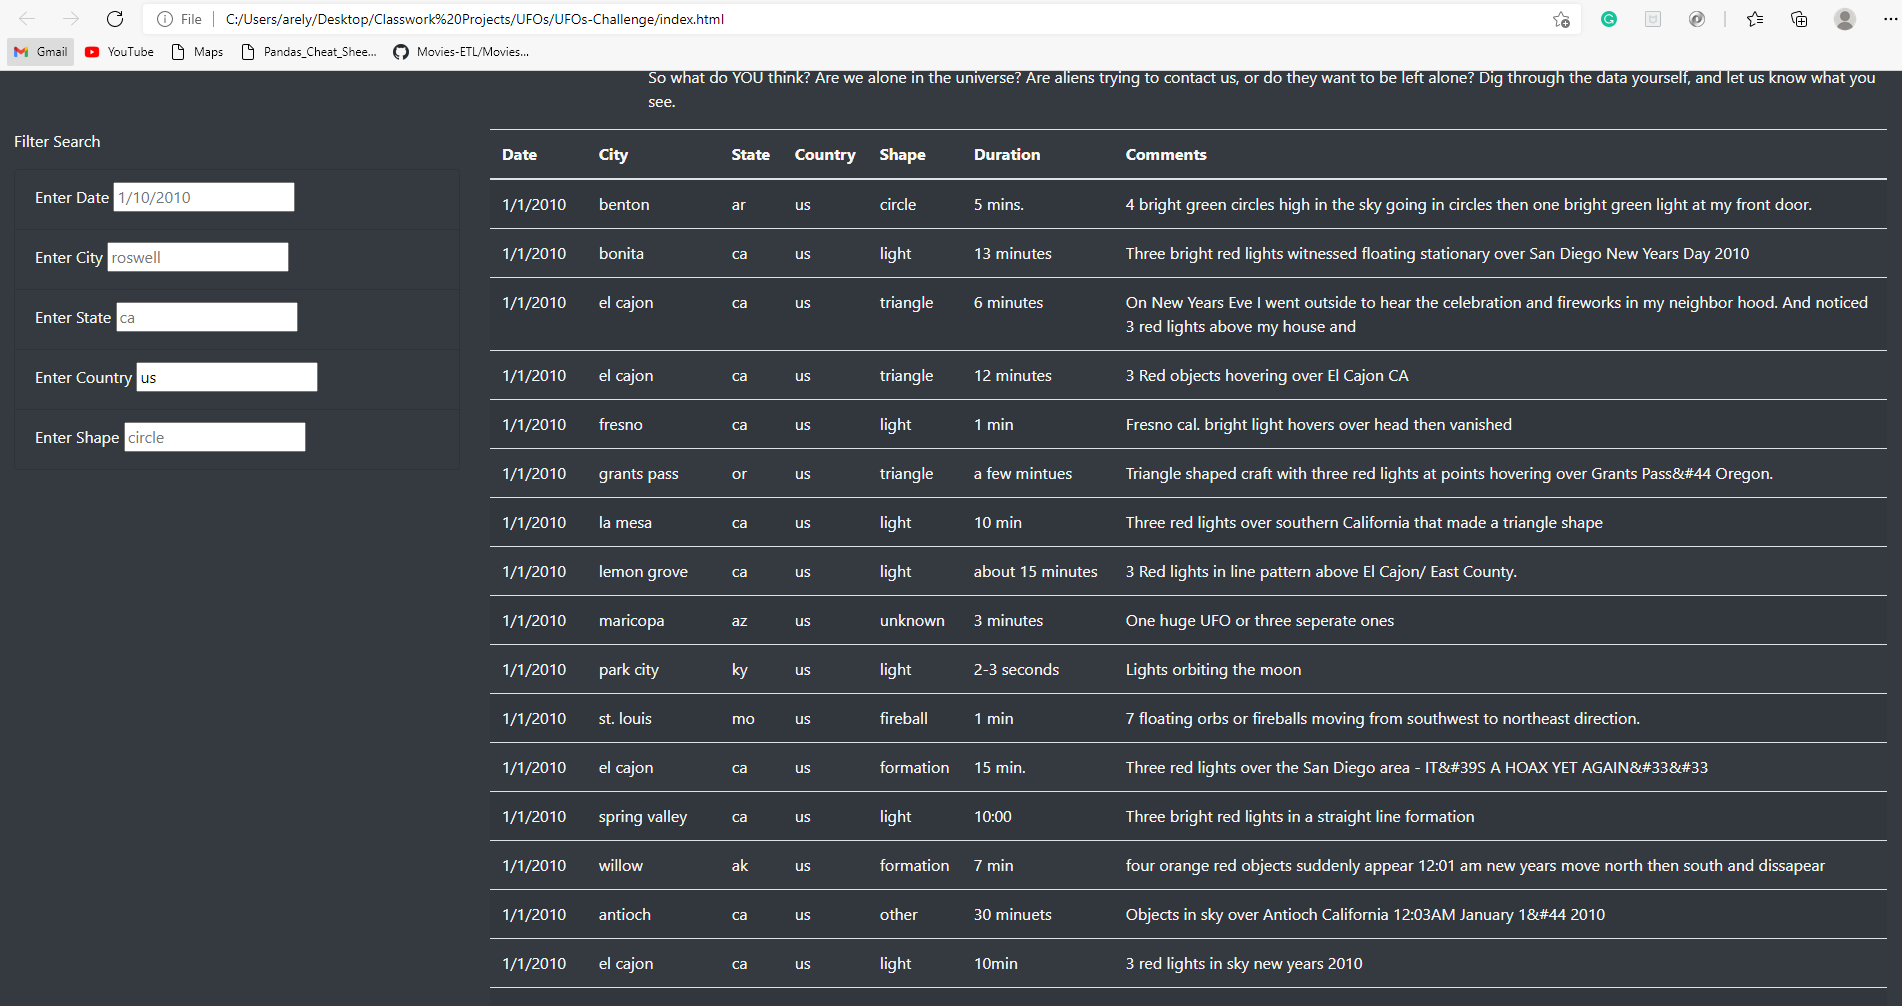 File C:/Users/arely/Desktop/Classwork%20Projects/UFOs/UFOs-Challenge/index.html
Gmail YouTube Maps Pandas_Cheat_Shee... Movies-ETL/Movies...
So what do YOU think? Are we alone in the universe? Are aliens trying to contact us, or do they want to be left alone? Dig through the data yourself, and let us know what you
see.
Filter Search
Enter Date 1/10/2010
Enter City roswell
Enter State ca
Enter Country us
Enter Shape circle
Date City State Country Shape Duration Comments
1/1/2010 benton ar us circle 5 mins. 4 bright green circles high in the sky going in circles then one bright green light at my front door.
1/1/2010 bonita ca us light 13 minutes Three bright red lights witnessed floating stationary over San Diego New Years Day 2010
1/1/2010 el cajon ca us triangle 6 minutes On New Years Eve I went outside to hear the celebration and fireworks in my neighbor hood. And noticed
3 red lights above my house and
1/1/2010 el cajon ca us triangle 12 minutes 3 Red objects hovering over El Cajon CA
1/1/2010 fresno ca us light 1 min Fresno cal. bright light hovers over head then vanished
1/1/2010 grants pass or us triangle a few mintues Triangle shaped craft with three red lights at points hovering over Grants Pass&#44 Oregon.
1/1/2010 la mesa ca us light 10 min Three red lights over southern California that made a triangle shape
1/1/2010 lemon grove ca us light about 15 minutes 3 Red lights in line pattern above El Cajon/ East County.
1/1/2010 maricopa az us unknown 3 minutes One huge UFO or three seperate ones
1/1/2010 park city ky us light 2-3 seconds Lights orbiting the moon
1/1/2010 st. louis mo us fireball 1 min 7 floating orbs or fireballs moving from southwest to northeast direction.
1/1/2010 el cajon ca us formation 15 min. Three red lights over the San Diego area - IT&#39S A HOAX YET AGAIN&#33&#33
1/1/2010 spring valley ca us light 10:00 Three bright red lights in a straight line formation
1/1/2010 willow ak us formation 7 min four orange red objects suddenly appear 12:01 am new years move north then south and dissapear
1/1/2010 antioch ca us other 30 minuets Objects in sky over Antioch California 12:03AM January 1&#44 2010
1/1/2010 el cajon ca us light 10min 3 red lights in sky new years 2010